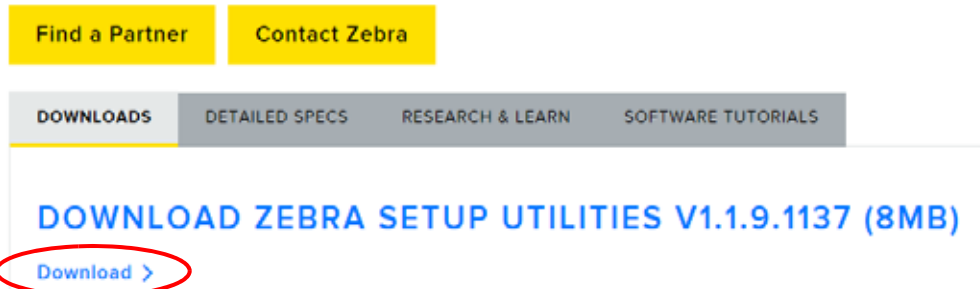 Find a Partner Contact Zebra
DOWNLOADS DETAILED SPECS RESEARCH & LEARN SOFTWARE TUTORIALS
DOWNLOAD ZEBRA SETUP UTILITIES V1.1.9.1137 (8MB)
Download >